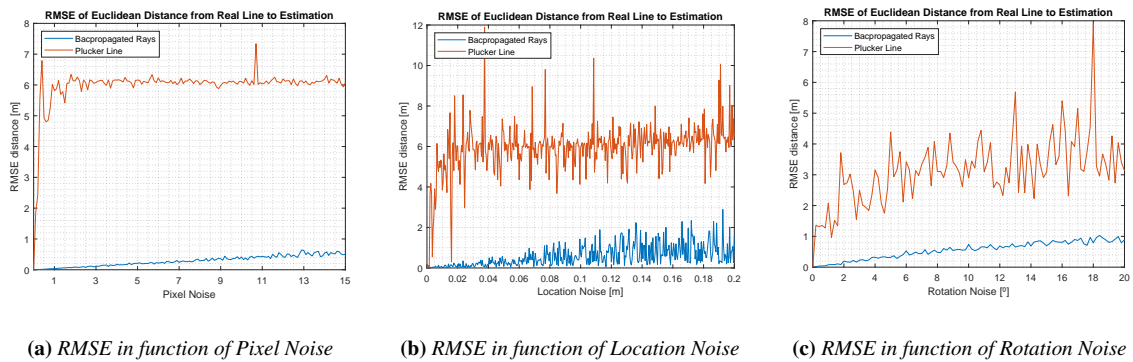 RMSE of Euclidean Distance from Real Line to Estimation
Bacpropagated Rays
Plucker Line
RMSE distance [m]
8
7
6
5
4
3
2
1
0
1 3 5 7 9 11 13 15
Pixel Noise
(a) RMSE in function of Pixel Noise
RMSE of Euclidean Distance from Real Line to Estimation
Bacpropagated Rays
Plucker Line
RMSE distance [m]
12
10
8
6
4
2
0
0 0.02 0.04 0.06 0.08 0.1 0.12 0.14 0.16 0.18 0.2
Location Noise [m]
(b) RMSE in function of Location Noise
RMSE of Euclidean Distance from Real Line to Estimation
Bacpropagated Rays
Plucker Line
RMSE distance [m]
8
7
6
5
4
3
2
1
0
0 2 4 6 8 10 12 14 16 18 20
Rotation Noise [º]
(c) RMSE in function of Rotation Noise